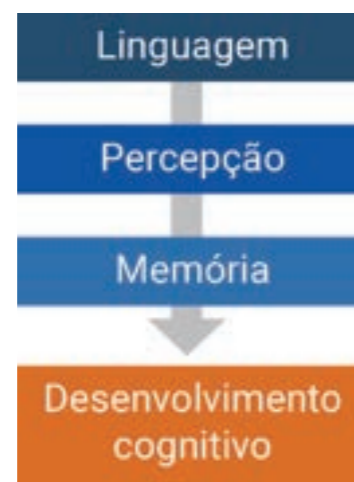 Linguagem
Percepção
Memória
Desenvolvimento
cognitivo